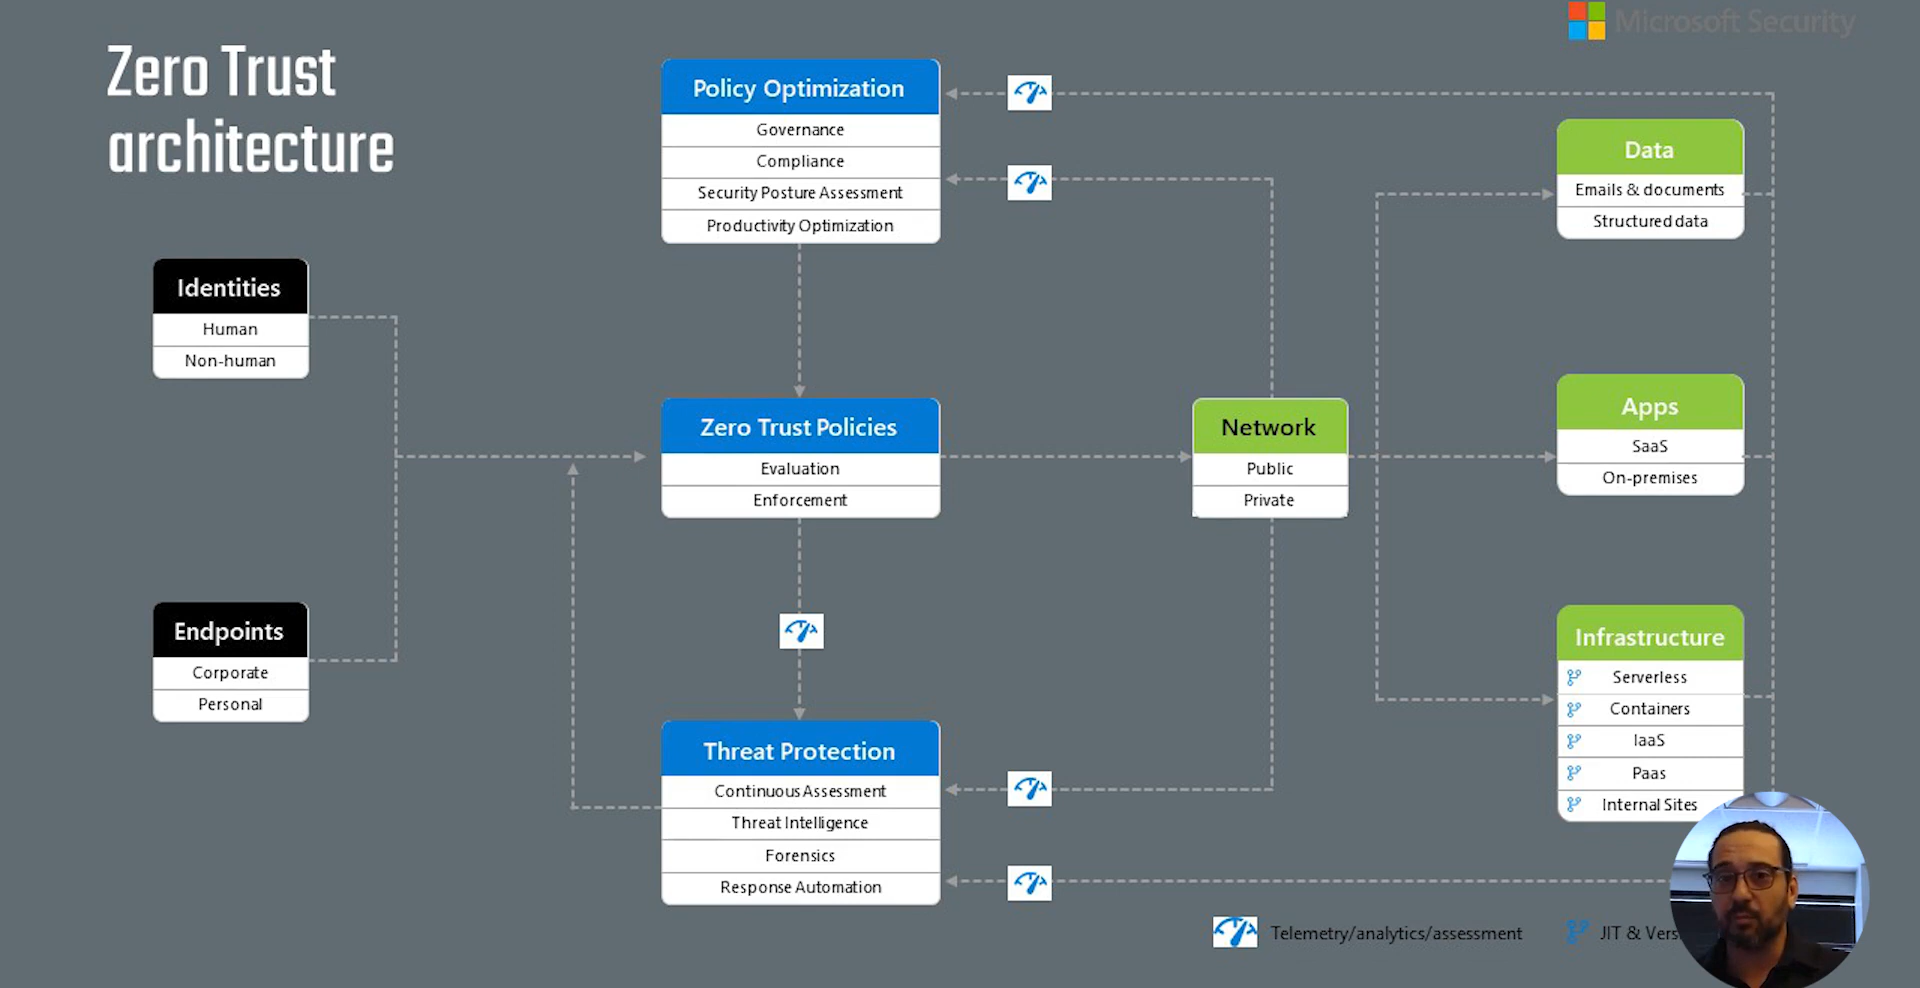 Microsoft Security
Zero Trust
architecture
Policy Optimization
Governance
Compliance
Security Posture Assessment
Productivity Optimization
Data
Emails & documents
Structured data
Identities
Human
Non-human
Zero Trust Policies
Evaluation
Enforcement
Network
Public
Private
Apps
SaaS
On-premises
Endpoints
Corporate
Personal
Threat Protection
Continuous Assessment
Threat Intelligence
Forensics
Response Automation
Infrastructure
Serverless
Containers
IaaS
Paas
Internal Sites
Telemetry/analytics/assessment
JIT &